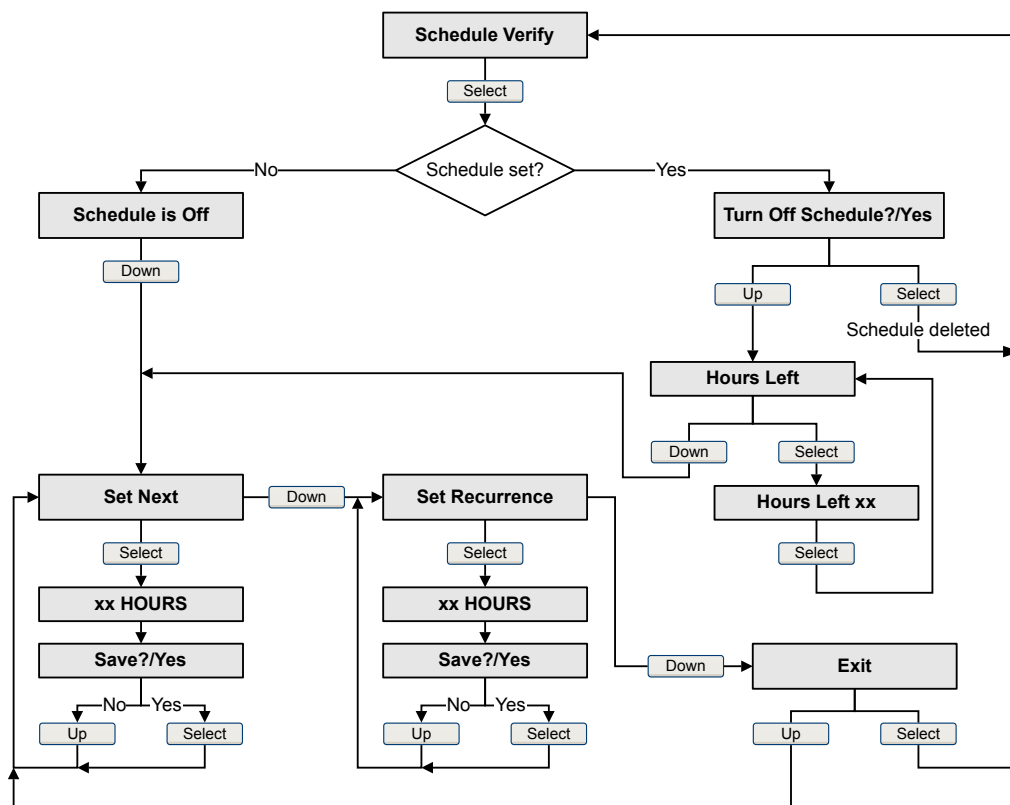 Schedule Verify
Select
Schedule set?
No
Yes
Schedule is Off
Turn Off Schedule?/Yes
Down
Up
Select
Schedule deleted
Hours Left
Down
Select
Hours Left xx
Select
Set Next
Down
Set Recurrence
Select
Select
xx HOURS
xx HOURS
Save?/Yes
Save?/Yes
Down
Exit
No
Yes
No
Yes
Up
Select
Up
Select
Up
Select